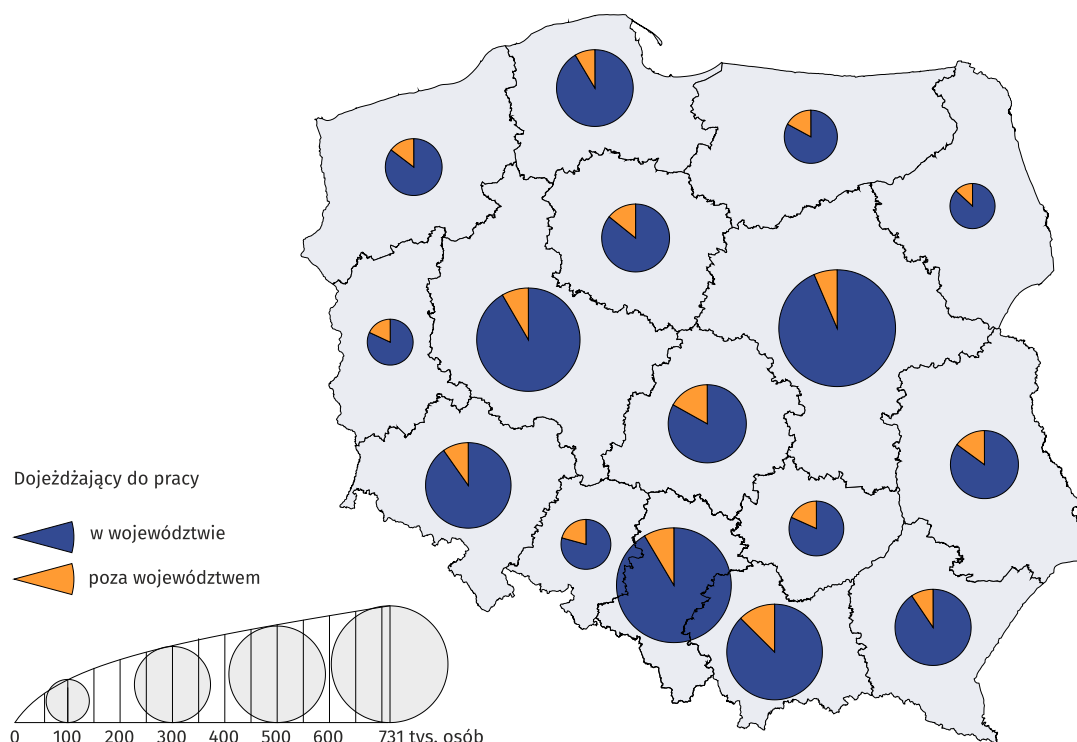 Dojeżdżający do pracy
w województwie
poza województwem
0 100 200 300 400 500 600 731 tys. osób